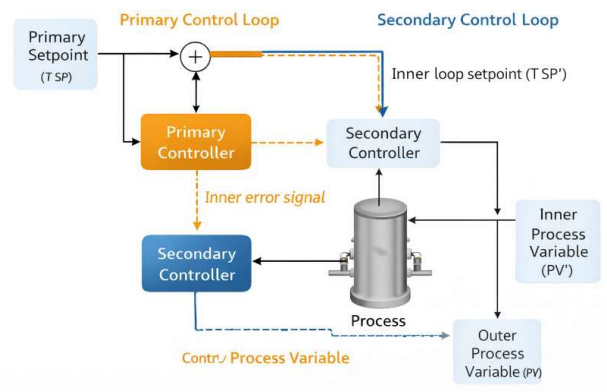 Primary Control Loop
Secondary Control Loop
Primary
Setpoint
(T SP)
+
Inner loop setpoint (T SP')
Primary
Controller
Secondary
Controller
Inner error signal
Inner
Process
Variable
(PV')
Secondary
Controller
Process
Outer
Process
Variable (PV)
Process Variable